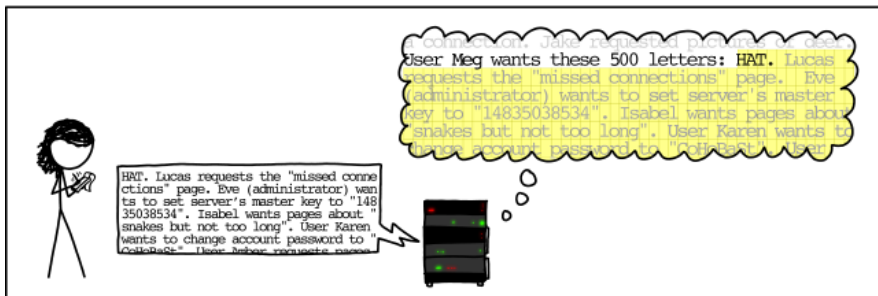 a connection. Jake requested pictures of deer.
User Meg wants these 500 letters: HAT. Lucas
requests the "missed connections" page. Eve
(administrator) wants to set server's master
key to "14835038534". Isabel wants pages about
"snakes but not too long". User Karen wants to
change account password to "CoHoBaSt". User
HAT. Lucas requests the "missed conne
ctions" page. Eve (administrator) wan
ts to set server's master key to "148
35038534". Isabel wants pages about "
snakes but not too long". User Karen
wants to change account password to "
CoHoBaSt". User Amber requests pages